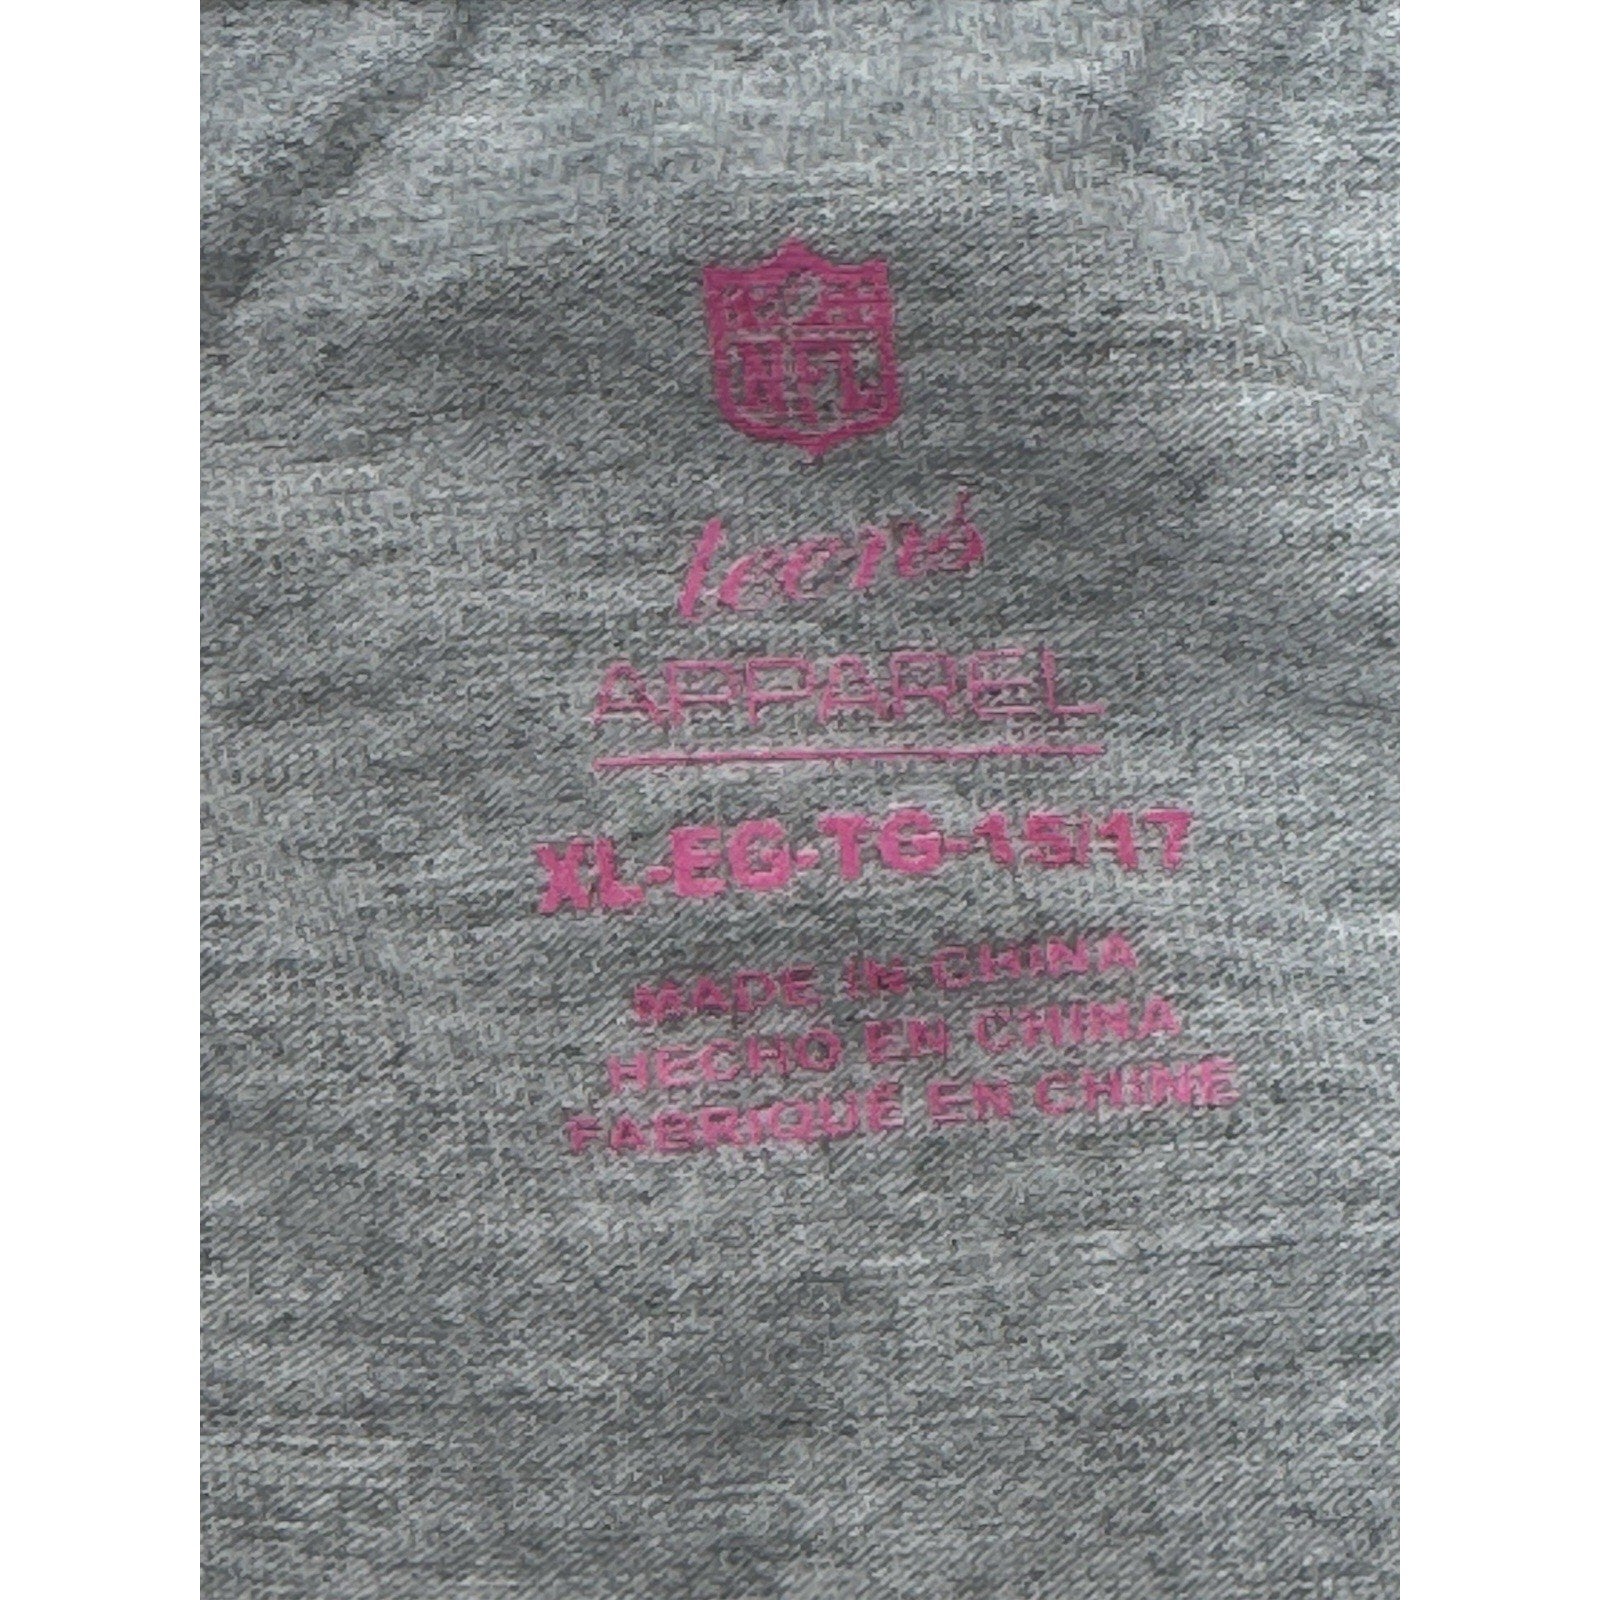 NFL
teen's
APPAREL
XL-EG-TG-15/17
MADE IN CHINA
HECHO EN CHINA
FABRIQUÉ EN CHINE